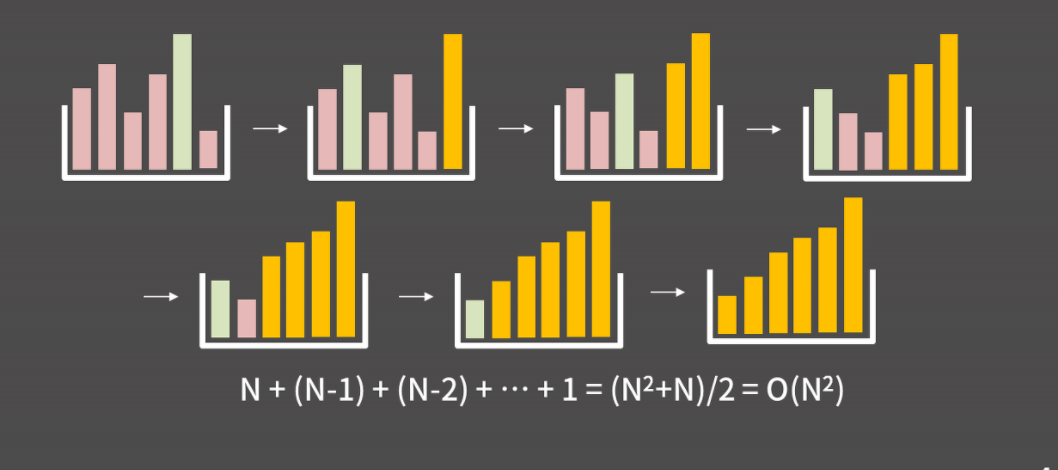 N + (N-1) + (N-2) + ⋯ + 1 = (N²+N)/2 = O(N²)